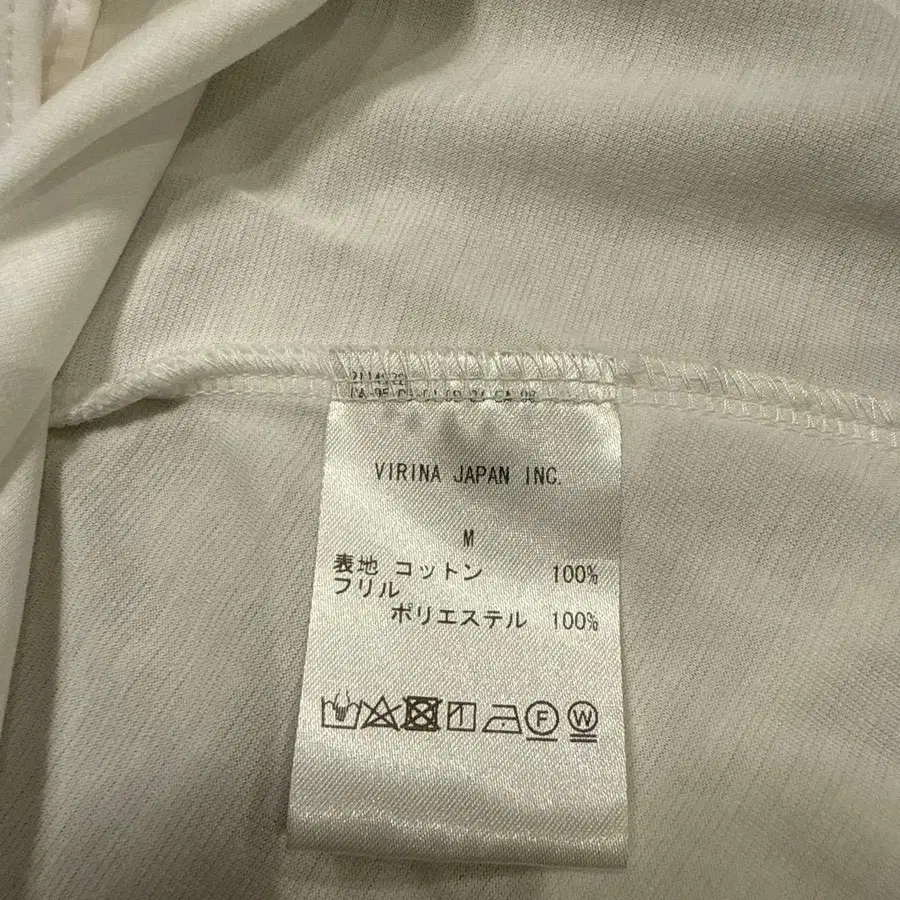 VIRINA JAPAN INC.
M
表地 コットン 100%
フリル
ポリエステル 100%
F W